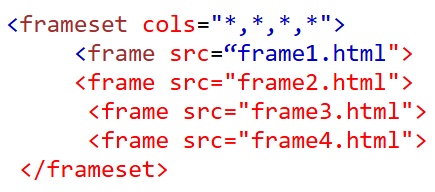 <frameset cols="*,*,*,*">
<frame src=“frame1.html">
<frame src="frame2.html">
<frame src="frame3.html">
<frame src="frame4.html">
</frameset>